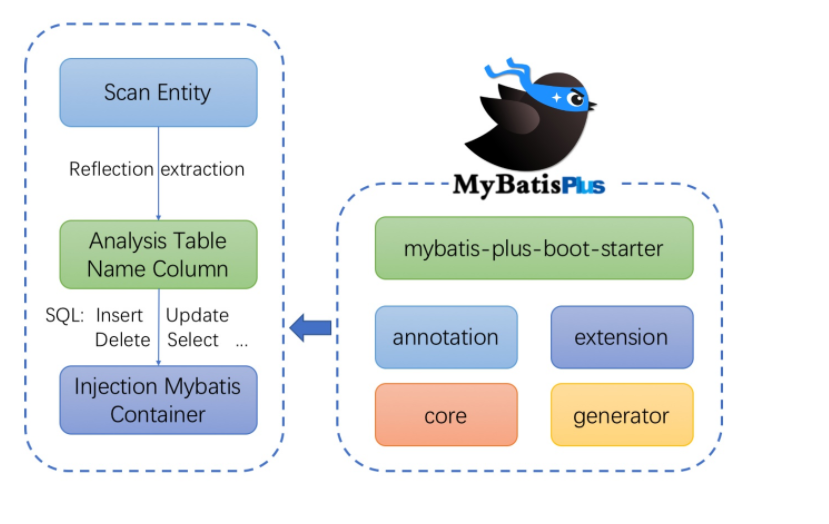 Scan Entity
Reflection extraction
Analysis Table
Name Column
SQL: Insert Update
Delete Select ...
Injection Mybatis
Container
MyBatisPlus
mybatis-plus-boot-starter
annotation extension
core generator